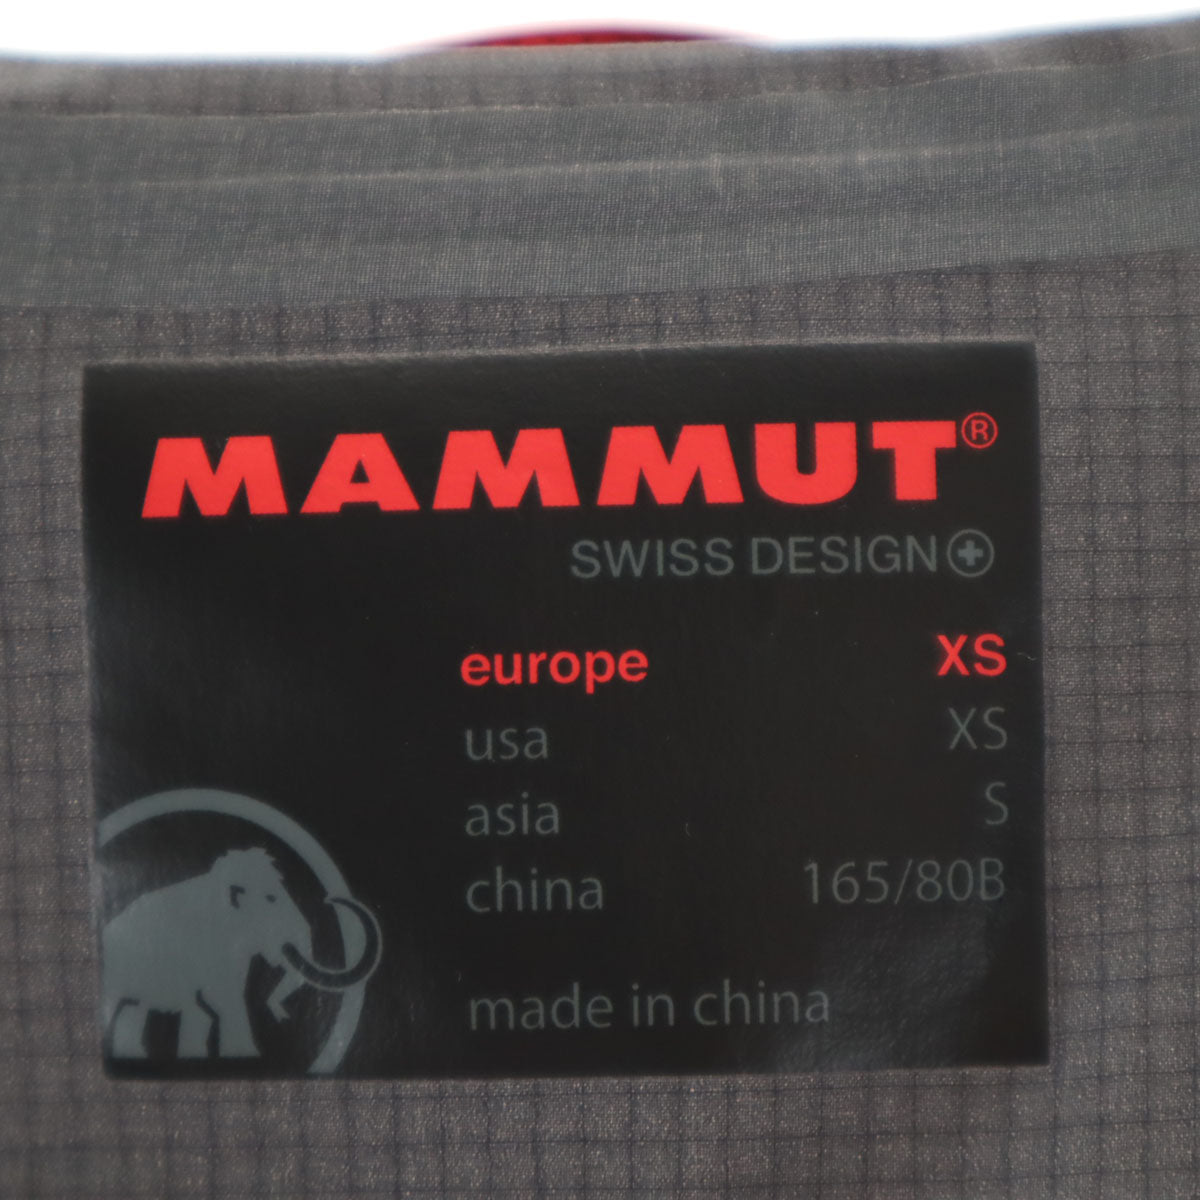 MAMMUT®
SWISS DESIGN
europe XS
usa XS
asia S
china 165/80B
made in china